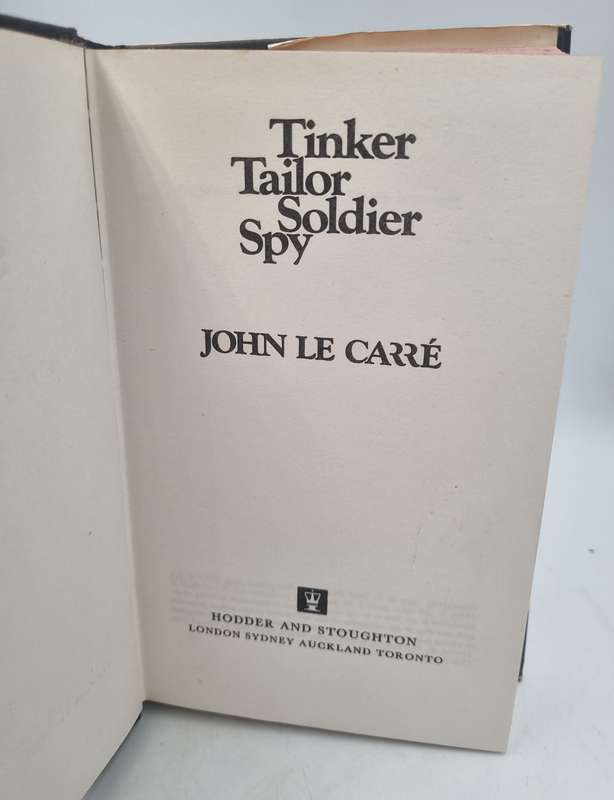 Tinker
Tailor
Soldier
Spy
JOHN LE CARRÉ
HODDER AND STOUGHTON
LONDON SYDNEY AUCKLAND TORONTO